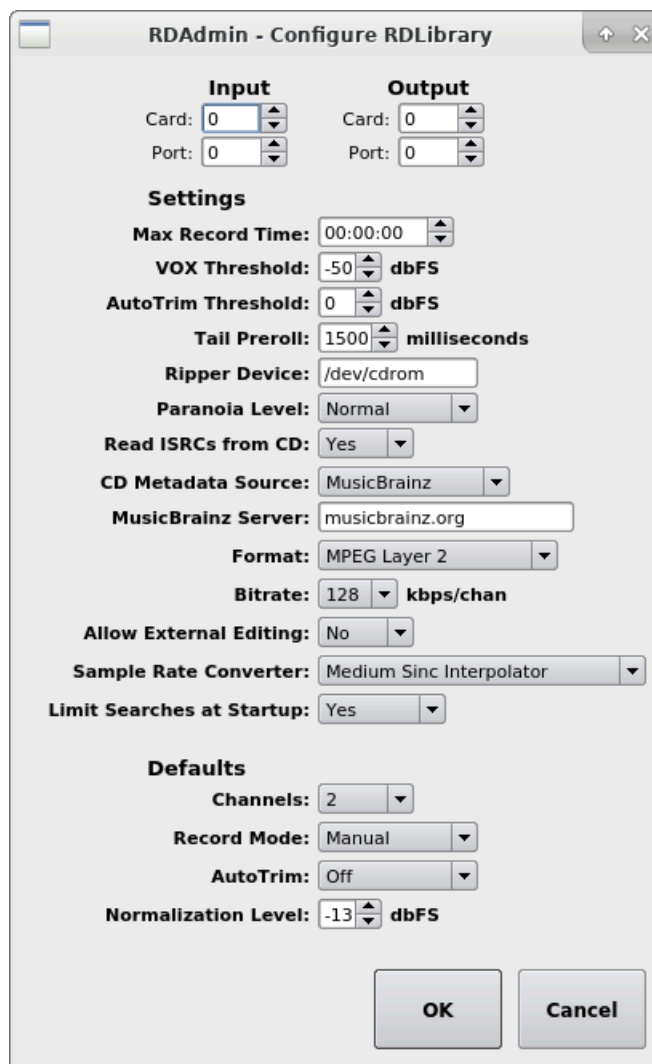 RDAdmin - Configure RDLibrary
Input Output
Card: 0 Card: 0
Port: 0 Port: 0
Settings
Max Record Time: 00:00:00
VOX Threshold: -50 dbFS
AutoTrim Threshold: 0 dbFS
Tail Preroll: 1500 milliseconds
Ripper Device: /dev/cdrom
Paranoia Level: Normal
Read ISRCs from CD: Yes
CD Metadata Source: MusicBrainz
MusicBrainz Server: musicbrainz.org
Format: MPEG Layer 2
Bitrate: 128 kbps/chan
Allow External Editing: No
Sample Rate Converter: Medium Sinc Interpolator
Limit Searches at Startup: Yes
Defaults
Channels: 2
Record Mode: Manual
AutoTrim: Off
Normalization Level: -13 dbFS
OK Cancel